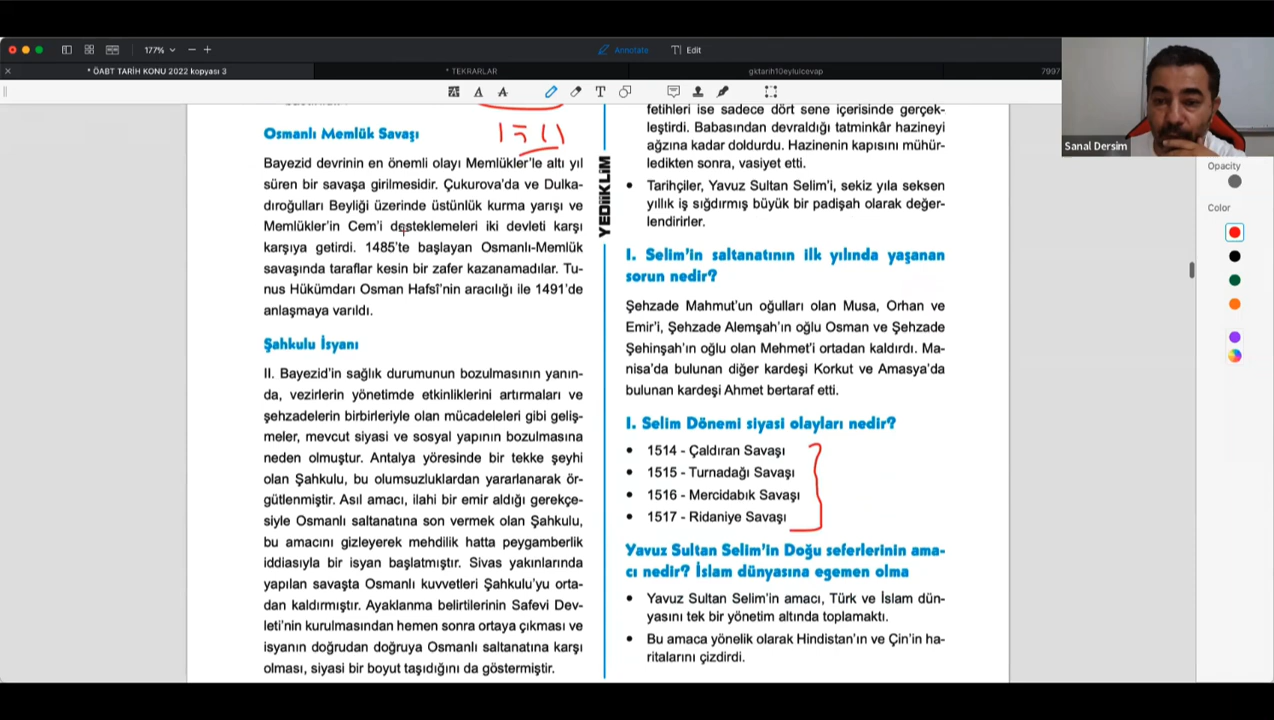 177%
Annotate
Edit
* ÖABT TARİH KONU 2022 kopyası 3
* TEKRARLAR
gktarih10eylulcevap
7997
Sanal Dersim
Opacity
Color
1511
Osmanlı Memlük Savaşı
Bayezid devrinin en önemli olayı Memlükler'le altı yıl
süren bir savaşa girilmesidir. Çukurova'da ve Dulka-
dıroğulları Beyliği üzerinde üstünlük kurma yarışı ve
Memlükler'in Cem'i desteklemeleri iki devleti karşı
karşıya getirdi. 1485'te başlayan Osmanlı-Memlük
savaşında taraflar kesin bir zafer kazanamadılar. Tu-
nus Hükümdarı Osman Hafsî'nin aracılığı ile 1491'de
anlaşmaya varıldı.
Şahkulu İsyanı
II. Bayezid'in sağlık durumunun bozulmasının yanın-
da, vezirlerin yönetimde etkinliklerini artırmaları ve
şehzadelerin birbirleriyle olan mücadeleleri gibi geliş-
meler, mevcut siyasi ve sosyal yapının bozulmasına
neden olmuştur. Antalya yöresinde bir tekke şeyhi
olan Şahkulu, bu olumsuzluklardan yararlanarak ör-
gütlenmiştir. Asıl amacı, ilahi bir emir aldığı gerekçe-
siyle Osmanlı saltanatına son vermek olan Şahkulu,
bu amacını gizleyerek mehdilik hatta peygamberlik
iddiasıyla bir isyan başlatmıştır. Sivas yakınlarında
yapılan savaşta Osmanlı kuvvetleri Şahkulu'yu orta-
dan kaldırmıştır. Ayaklanma belirtilerinin Safevi Dev-
leti'nin kurulmasından hemen sonra ortaya çıkması ve
isyanın doğrudan doğruya Osmanlı saltanatına karşı
olması, siyasi bir boyut taşıdığını da göstermiştir.
YEDİİKLİM
fetihleri ise sadece dört sene içerisinde gerçek-
leştirdi. Babasından devraldığı tatminkâr hazineyi
ağzına kadar doldurdu. Hazinenin kapısını mühür-
ledikten sonra, vasiyet etti.
• Tarihçiler, Yavuz Sultan Selim'i, sekiz yıla seksen
yıllık iş sığdırmış büyük bir padişah olarak değer-
lendirirler.
I. Selim'in saltanatının ilk yılında yaşanan
sorun nedir?
Şehzade Mahmut'un oğulları olan Musa, Orhan ve
Emir'i, Şehzade Alemşah'ın oğlu Osman ve Şehzade
Şehinşah'ın oğlu olan Mehmet'i ortadan kaldırdı. Ma-
nisa'da bulunan diğer kardeşi Korkut ve Amasya'da
bulunan kardeşi Ahmet bertaraf etti.
I. Selim Dönemi siyasi olayları nedir?
• 1514 - Çaldıran Savaşı
• 1515 - Turnadağı Savaşı
• 1516 - Mercidabık Savaşı
• 1517 - Ridaniye Savaşı
Yavuz Sultan Selim'in Doğu seferlerinin ama-
cı nedir? İslam dünyasına egemen olma
• Yavuz Sultan Selim'in amacı, Türk ve İslam dün-
yasını tek bir yönetim altında toplamaktı.
• Bu amaca yönelik olarak Hindistan'ın ve Çin'in ha-
ritalarını çizdirdi.